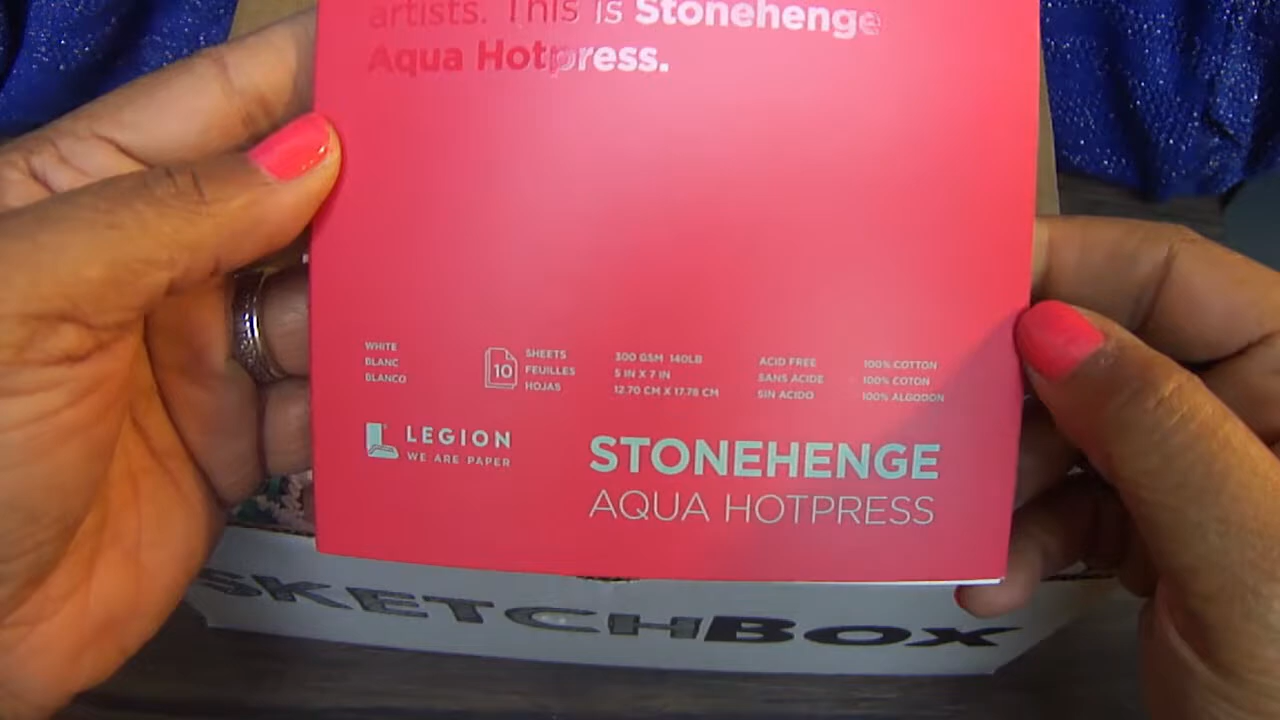 artists. This is Stonehenge
Aqua Hotpress.
WHITE
BLANC
BLANCO
10
SHEETS
FEUILLES
HOJAS
300 GSM 140LB
5 IN X 7 IN
12.70 CM X 17.78 CM
ACID FREE
SANS ACIDE
SIN ACIDO
100% COTTON
100% COTON
100% ALGODON
LEGION
WE ARE PAPER
STONEHENGE
AQUA HOTPRESS
SKETCHBOX